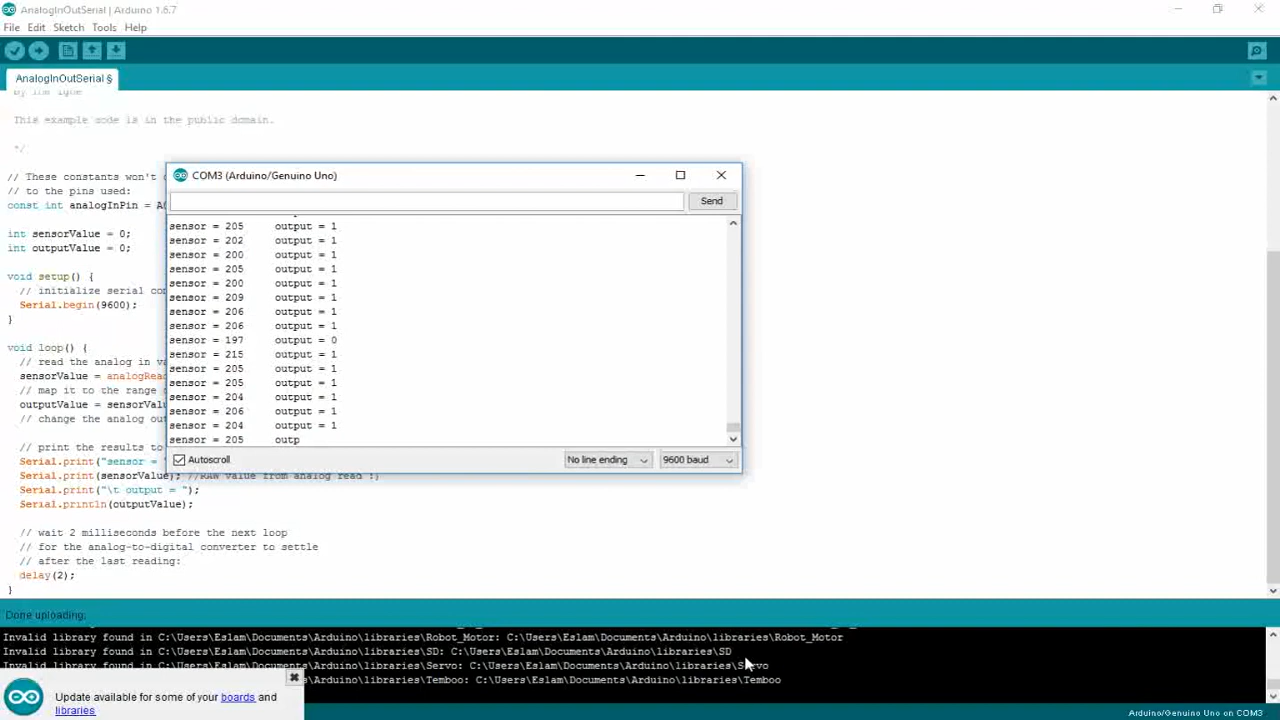 AnalogInOutSerial | Arduino 1.6.7
File Edit Sketch Tools Help
AnalogInOutSerial §
This example code is in the public domain.
*/
// These constants won't
// to the pins used:
const int analogInPin = A
int sensorValue = 0;
int outputValue = 0;
void setup() {
// initialize serial co
Serial.begin(9600);
}
void loop() {
// read the analog in va
sensorValue = analogRea
// map it to the range
outputValue = sensorVal
// change the analog out
// print the results to
Serial.print("sensor = "
Serial.print(sensorValue); //RAW value from analog read :)
Serial.print("\t output = ");
Serial.println(outputValue);
// wait 2 milliseconds before the next loop
// for the analog-to-digital converter to settle
// after the last reading:
delay(2);
}
COM3 (Arduino/Genuino Uno)
Send
sensor = 205 output = 1
sensor = 202 output = 1
sensor = 200 output = 1
sensor = 205 output = 1
sensor = 200 output = 1
sensor = 209 output = 1
sensor = 206 output = 1
sensor = 206 output = 1
sensor = 197 output = 0
sensor = 215 output = 1
sensor = 205 output = 1
sensor = 205 output = 1
sensor = 204 output = 1
sensor = 206 output = 1
sensor = 204 output = 1
sensor = 205 outp
Autoscroll No line ending 9600 baud
Done uploading.
Invalid library found in C:\Users\Eslam\Documents\Arduino\libraries\Robot_Motor: C:\Users\Eslam\Documents\Arduino\libraries\Robot_Motor
Invalid library found in C:\Users\Eslam\Documents\Arduino\libraries\SD: C:\Users\Eslam\Documents\Arduino\libraries\SD
Invalid library found in C:\Users\Eslam\Documents\Arduino\libraries\Servo: C:\Users\Eslam\Documents\Arduino\libraries\Servo
\Documents\Arduino\libraries\Temboo: C:\Users\Eslam\Documents\Arduino\libraries\Temboo
Update available for some of your boards and
libraries
Arduino/Genuino Uno on COM3